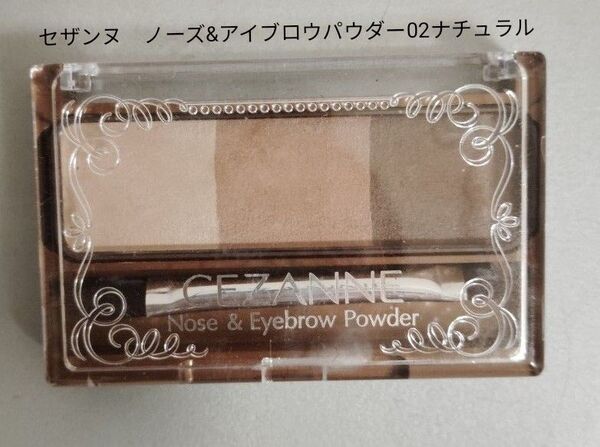 セザンヌ　ノーズ&アイブロウパウダー02ナチュラル
CEZANNE
Nose & Eyebrow Powder